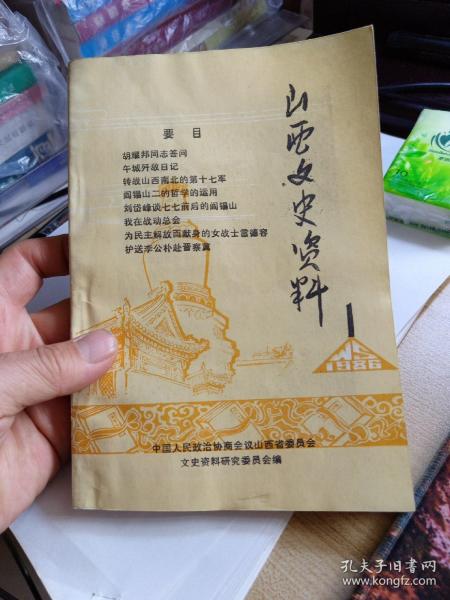 山西文史资料
1
1986
要目
胡耀邦同志答问
午城歼敌日记
转战山西南北的第十七军
阎锡山二的哲学的运用
刘岱峰谈七七前后的阎锡山
我在战动总会
为民主解放而献身的女战士雷德容
护送李公朴赴晋察冀
中国人民政治协商会议山西省委员会
文史资料研究委员会编
孔夫子旧书网
www.kongfz.com